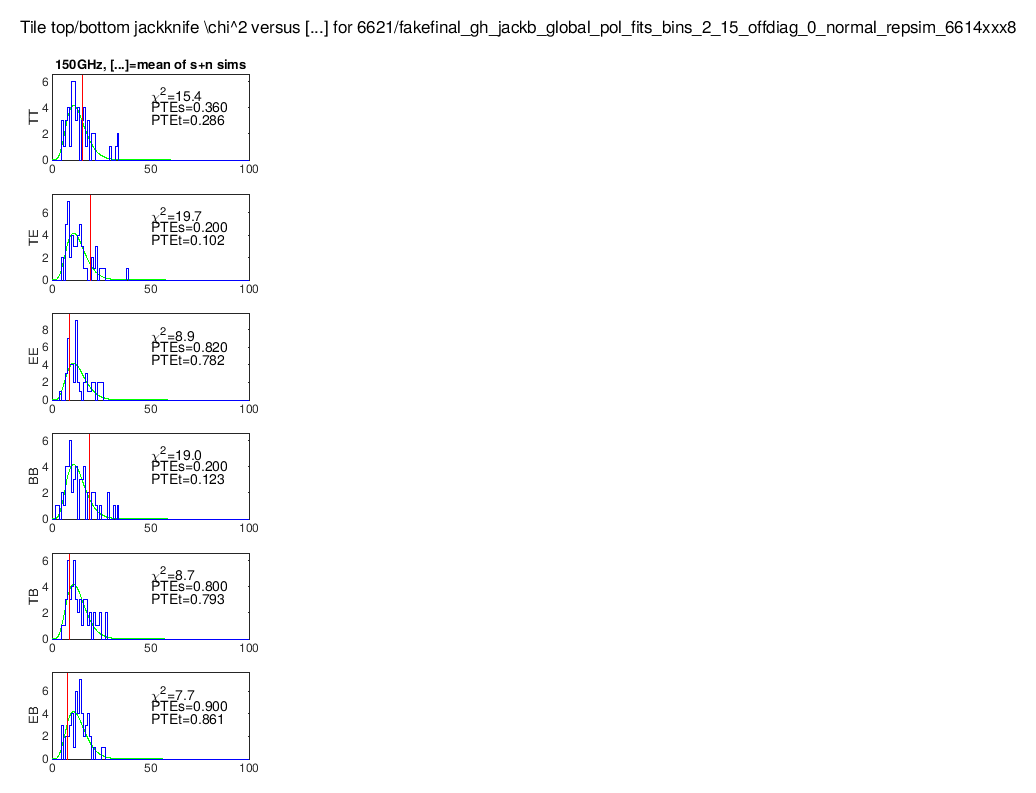 Tile top/bottom jackknife \chi^2 versus [...] for 6621/fakefinal_gh_jackb_global_pol_fits_bins_2_15_offdiag_0_normal_repsim_6614xxx8
150GHz, [...]=mean of s+n sims
TT
6
4
2
0
χ2=15.4
PTEs=0.360
PTEt=0.286
0 50 100
TE
6
4
2
0
χ2=19.7
PTEs=0.200
PTEt=0.102
0 50 100
EE
8
6
4
2
0
χ2=8.9
PTEs=0.820
PTEt=0.782
0 50 100
BB
6
4
2
0
χ2=19.0
PTEs=0.200
PTEt=0.123
0 50 100
TB
6
4
2
0
χ2=8.7
PTEs=0.800
PTEt=0.793
0 50 100
EB
6
4
2
0
χ2=7.7
PTEs=0.900
PTEt=0.861
0 50 100